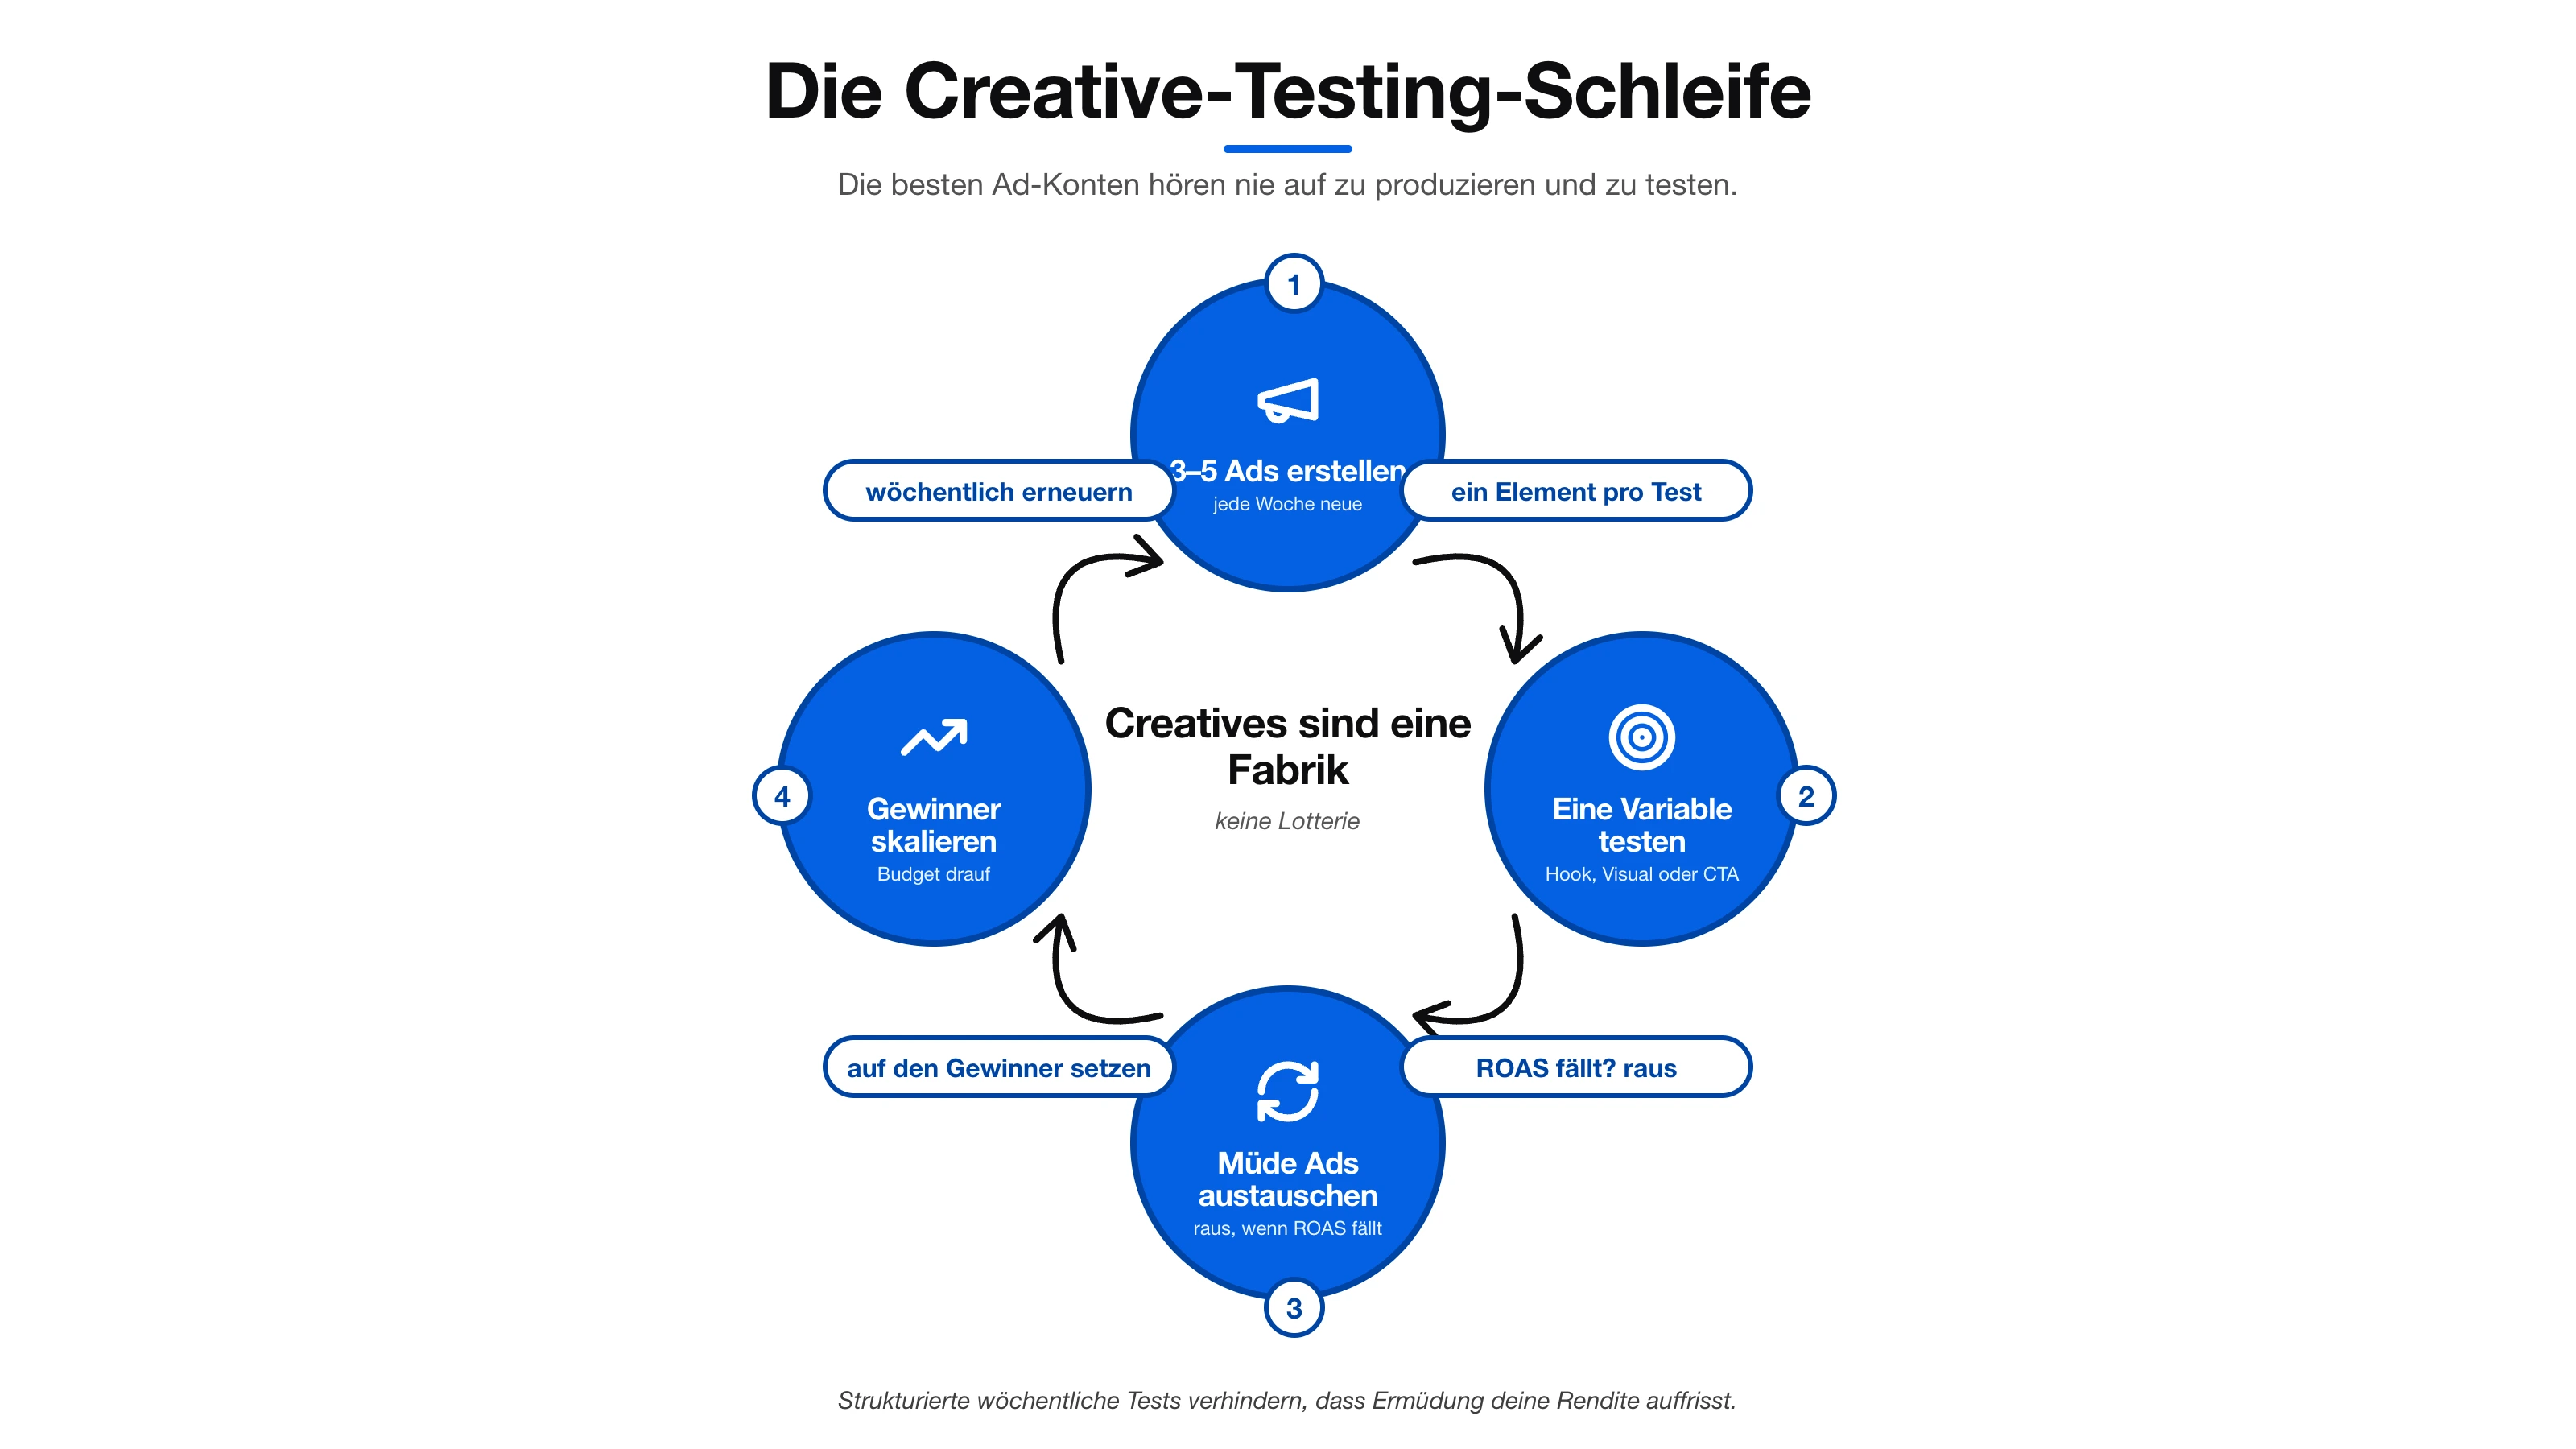 Die Creative-Testing-Schleife
Die besten Ad-Konten hören nie auf zu produzieren und zu testen.
1
3–5 Ads erstellen
jede Woche neue
wöchentlich erneuern
ein Element pro Test
Creatives sind eine
Fabrik
keine Lotterie
2
Eine Variable
testen
Hook, Visual oder CTA
4
Gewinner
skalieren
Budget drauf
auf den Gewinner setzen
ROAS fällt? raus
Müde Ads
austauschen
raus, wenn ROAS fällt
3
Strukturierte wöchentliche Tests verhindern, dass Ermüdung deine Rendite auffrisst.